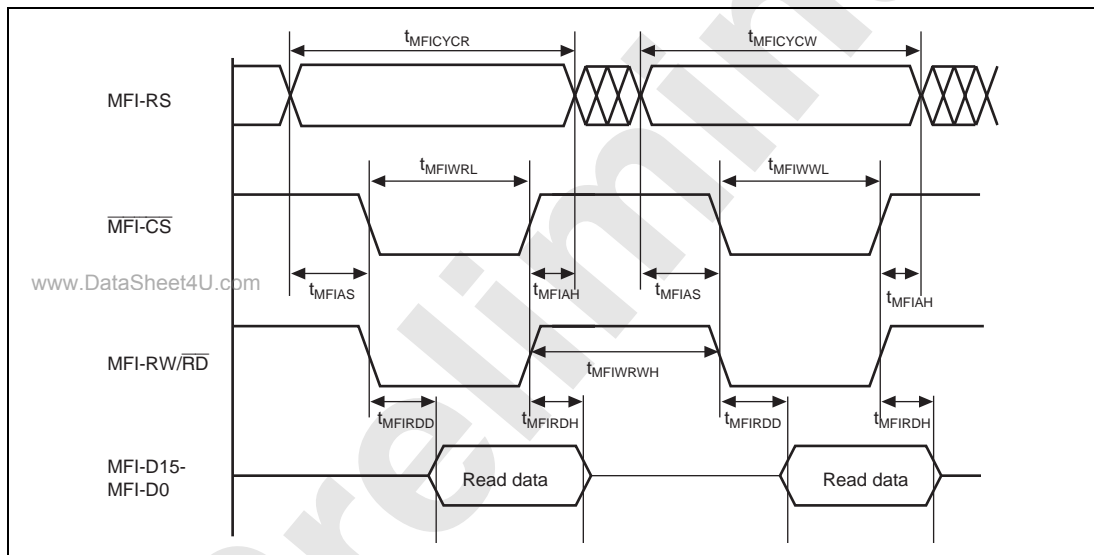 tMFICYCR tMFICYCW
MFI-RS
tMFIWRL tMFIWWL
MFI-CS
www.DataSheet4U.com
tMFIAS tMFIAH tMFIAS tMFIAH
MFI-RW/RD
tMFIWRWH
tMFIRDD tMFIRDH tMFIRDD tMFIRDH
MFI-D15-
MFI-D0
Read data Read data